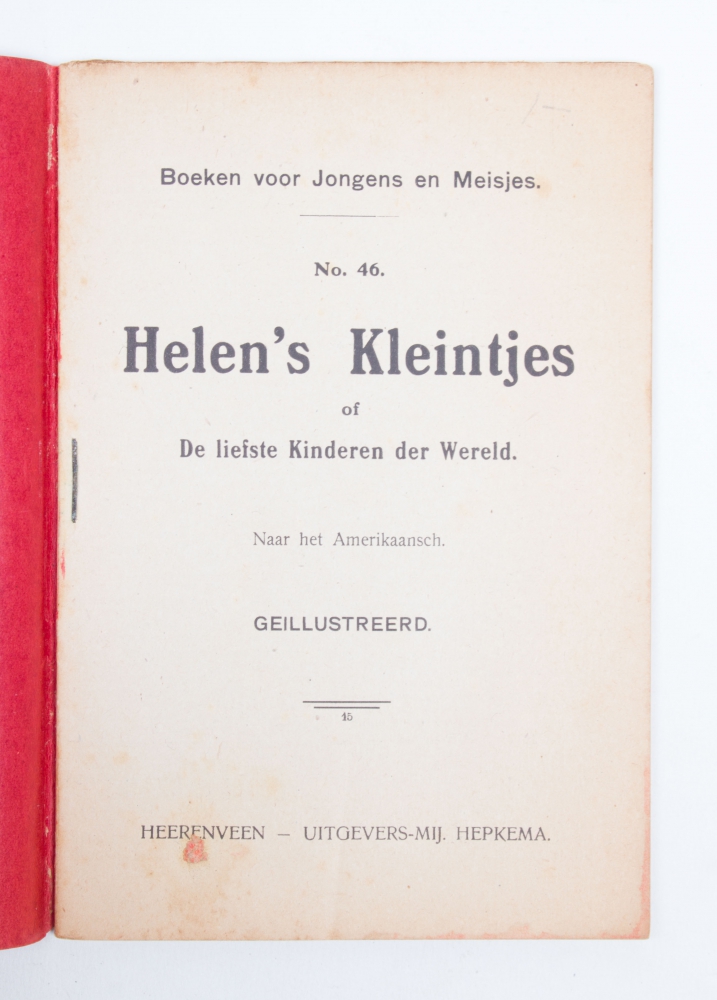 Boeken voor Jongens en Meisjes.
No. 46.
Helen's Kleintjes
of
De liefste Kinderen der Wereld.
Naar het Amerikaansch.
GEILLUSTREERD.
15
HEERENVEEN — UITGEVERS-MIJ. HEPKEMA.